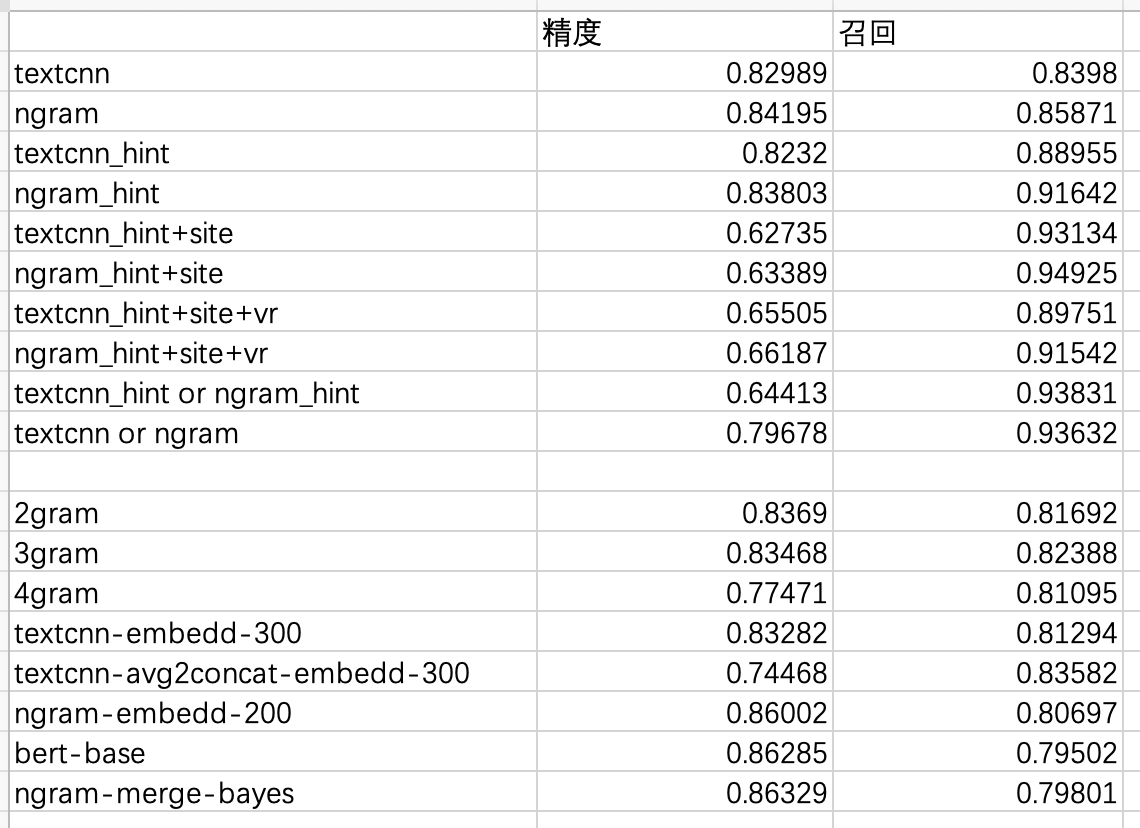 精度 召回
textcnn 0.82989 0.8398
ngram 0.84195 0.85871
textcnn_hint 0.8232 0.88955
ngram_hint 0.83803 0.91642
textcnn_hint+site 0.62735 0.93134
ngram_hint+site 0.63389 0.94925
textcnn_hint+site+vr 0.65505 0.89751
ngram_hint+site+vr 0.66187 0.91542
textcnn_hint or ngram_hint 0.64413 0.93831
textcnn or ngram 0.79678 0.93632
2gram 0.8369 0.81692
3gram 0.83468 0.82388
4gram 0.77471 0.81095
textcnn-embedd-300 0.83282 0.81294
textcnn-avg2concat-embedd-300 0.74468 0.83582
ngram-embedd-200 0.86002 0.80697
bert-base 0.86285 0.79502
ngram-merge-bayes 0.86329 0.79801